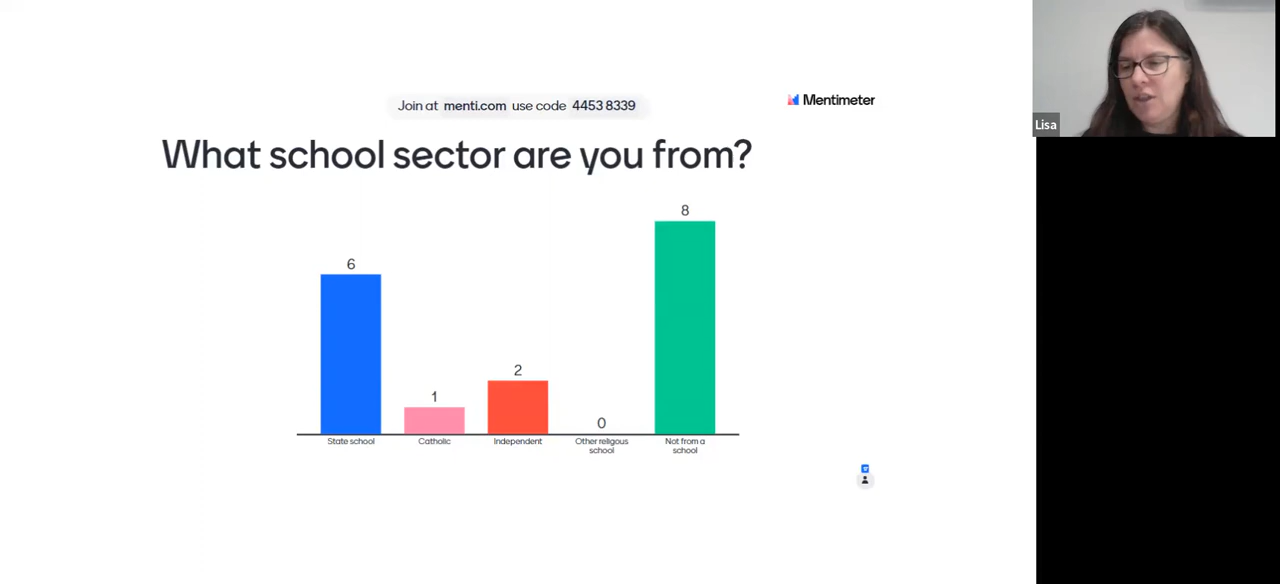 Join at menti.com use code 4453 8339
Mentimeter
Lisa
What school sector are you from?
8
6
2
1
0
State school
Catholic
Independent
Other religous
school
Not from a
school